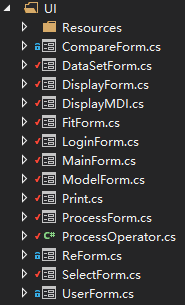 UI
Resources
CompareForm.cs
DataSetForm.cs
DisplayForm.cs
DisplayMDI.cs
FitForm.cs
LoginForm.cs
MainForm.cs
ModelForm.cs
Print.cs
ProcessForm.cs
C# ProcessOperator.cs
ReForm.cs
SelectForm.cs
UserForm.cs